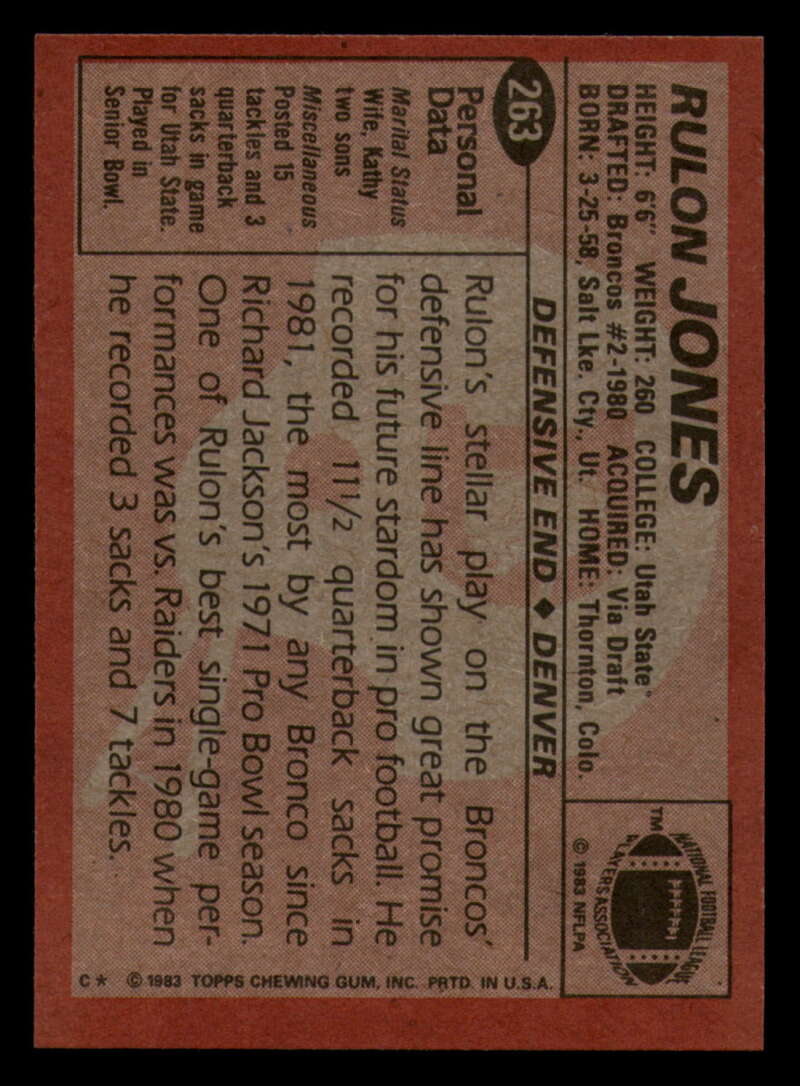 RULON JONES
HEIGHT: 6'6" WEIGHT: 260 COLLEGE: Utah State
DRAFTED: Broncos #2-1980 ACQUIRED: Via Draft
BORN: 3-25-58, Salt Lke. Cty., Ut. HOME: Thornton, Colo.
NATIONAL FOOTBALL LEAGUE
PLAYERS ASSOCIATION
TM
© 1983 NFLPA
263
DEFENSIVE END ♦ DENVER
Personal
Data
Marital Status
Wife, Kathy
two sons
Miscellaneous
Posted 15
tackles and 3
quarterback
sacks in game
for Utah State.
Played in
Senior Bowl.
Rulon's stellar play on the Broncos'
defensive line has shown great promise
for his future stardom in pro football. He
recorded 11½ quarterback sacks in
1981, the most by any Bronco since
Richard Jackson's 1971 Pro Bowl season.
One of Rulon's best single-game per-
formances was vs. Raiders in 1980 when
he recorded 3 sacks and 7 tackles.
C* © 1983 TOPPS CHEWING GUM, INC. PRTD. IN U.S.A.